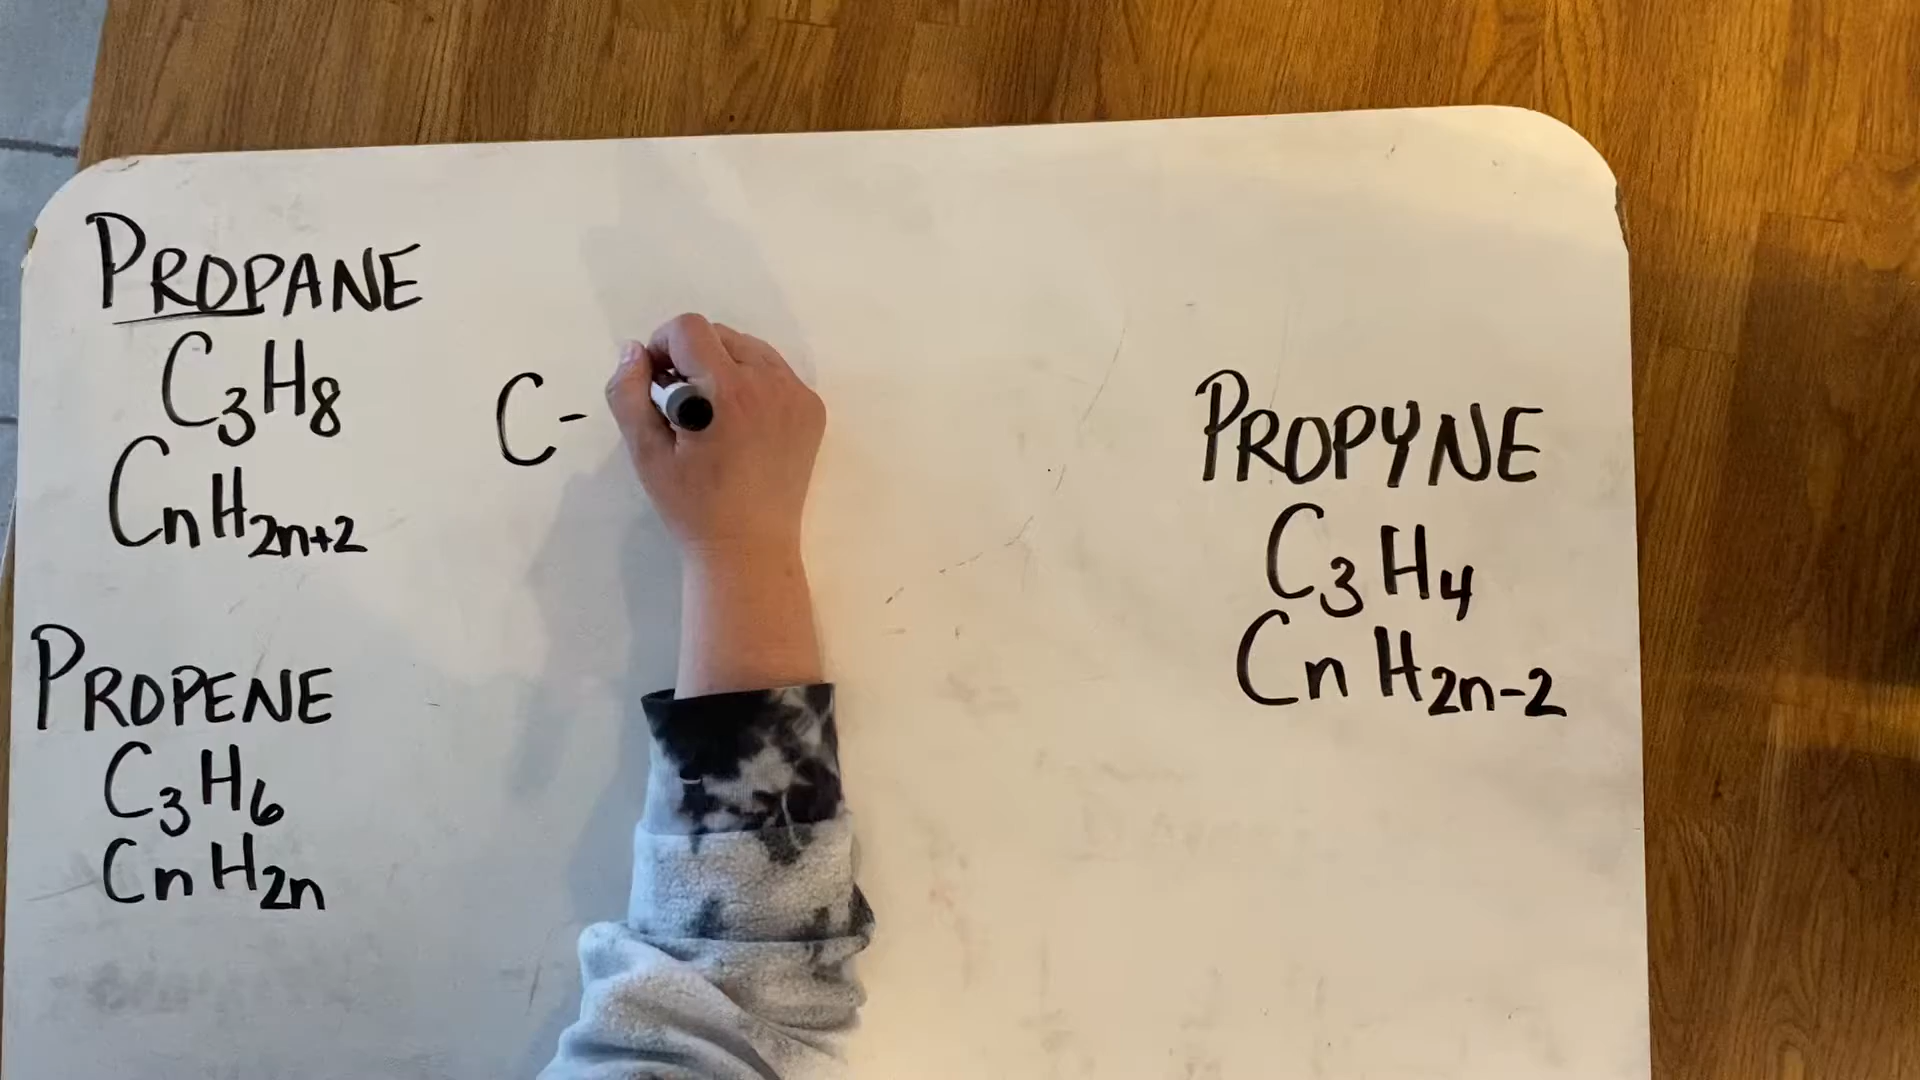 PROPANE
C3H8
CnH2n+2
C-
PROPENE
C3H6
CnH2n
PROPYNE
C3H4
CnH2n-2